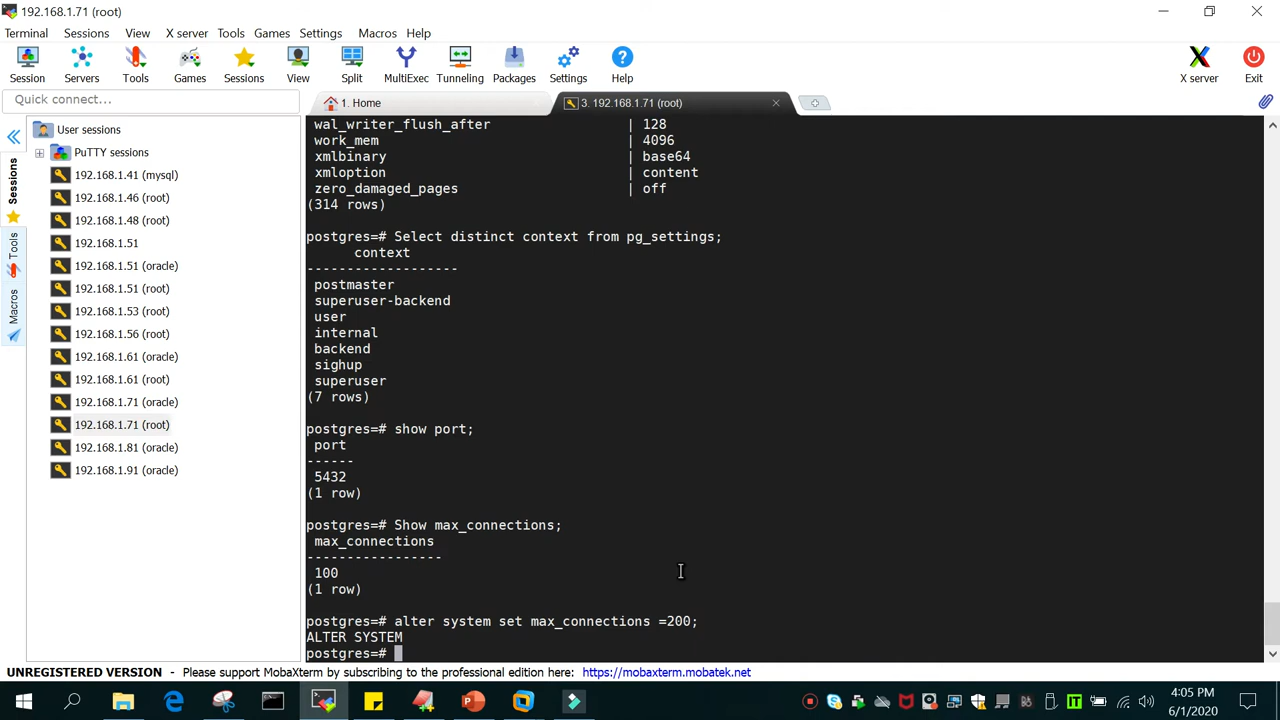 192.168.1.71 (root)
Terminal Sessions View X server Tools Games Settings Macros Help
Session Servers Tools Games Sessions View Split MultiExec Tunneling Packages Settings Help X server Exit
Quick connect...
1. Home
3. 192.168.1.71 (root)
Sessions
Tools
Macros
User sessions
PuTTY sessions
192.168.1.41 (mysql)
192.168.1.46 (root)
192.168.1.48 (root)
192.168.1.51
192.168.1.51 (oracle)
192.168.1.51 (root)
192.168.1.53 (root)
192.168.1.56 (root)
192.168.1.61 (oracle)
192.168.1.61 (root)
192.168.1.71 (oracle)
192.168.1.71 (root)
192.168.1.81 (oracle)
192.168.1.91 (oracle)
wal_writer_flush_after | 128
work_mem | 4096
xmlbinary | base64
xmloption | content
zero_damaged_pages | off
(314 rows)
postgres=# Select distinct context from pg_settings;
context
-------------------
postmaster
superuser-backend
user
internal
backend
sighup
superuser
(7 rows)
postgres=# show port;
port
------
5432
(1 row)
postgres=# Show max_connections;
max_connections
-----------------
100
(1 row)
postgres=# alter system set max_connections =200;
ALTER SYSTEM
postgres=#
UNREGISTERED VERSION - Please support MobaXterm by subscribing to the professional edition here: https://mobaxterm.mobatek.net
4:05 PM
6/1/2020